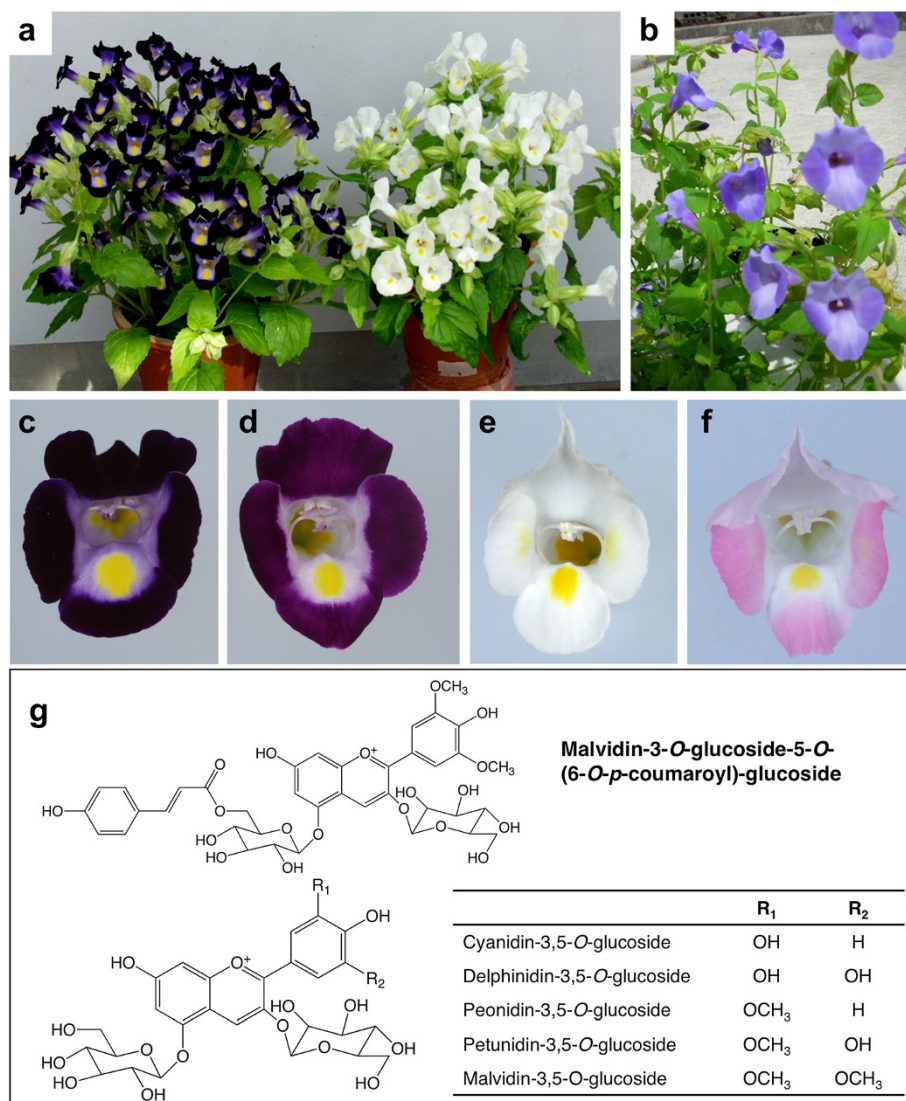 a
b
c
d
e
f
g
OCH₃
OH
HO
O⁺
OCH₃
O
OH
HO
O
HO
O
HO
O
O
O
OH
HO
HO
OH
OH
O
HO
Malvidin-3-O-glucoside-5-O-
(6-O-p-coumaroyl)-glucoside
R₁
OH
HO
O⁺
R₂
OH
HO
HO
O
HO
O
O
O
OH
HO
HO
OH
HO
R₁ R₂
Cyanidin-3,5-O-glucoside OH H
Delphinidin-3,5-O-glucoside OH OH
Peonidin-3,5-O-glucoside OCH₃ H
Petunidin-3,5-O-glucoside OCH₃ OH
Malvidin-3,5-O-glucoside OCH₃ OCH₃